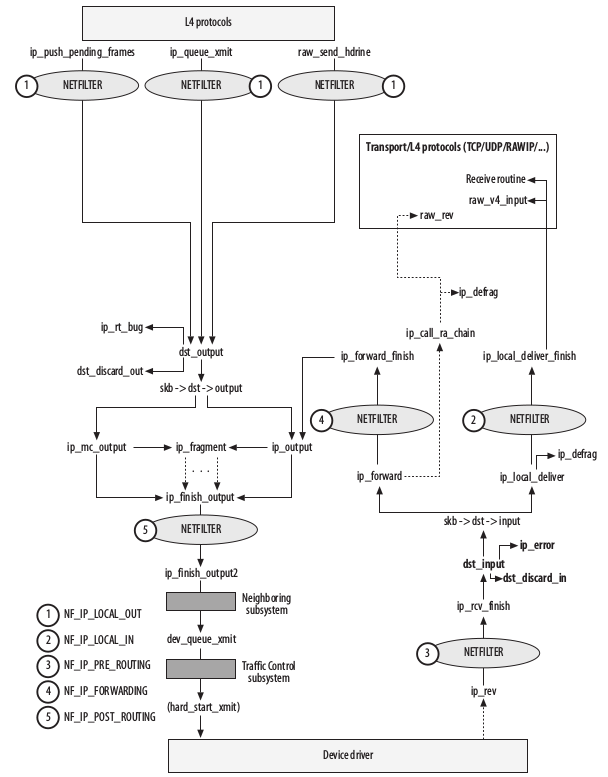 L4 protocols
ip_push_pending_frames
ip_queue_xmit
raw_send_hdrine
1 NETFILTER
NETFILTER 1
NETFILTER 1
Transport/L4 protocols (TCP/UDP/RAWIP/...)
Receive routine
raw_v4_input
raw_rev
ip_defrag
ip_rt_bug
dst_output
dst_discard_out
skb->dst->output
ip_call_ra_chain
ip_forward_finish
ip_local_deliver_finish
4 NETFILTER
2 NETFILTER
ip_mc_output
ip_fragment
ip_output
. . .
ip_defrag
ip_forward
ip_local_deliver
ip_finish_output
5 NETFILTER
skb->dst->input
ip_error
dst_input
dst_discard_in
ip_finish_output2
Neighboring
subsystem
ip_rcv_finish
dev_queue_xmit
3 NETFILTER
Traffic Control
subsystem
ip_rev
(hard_start_xmit)
1 NF_IP_LOCAL_OUT
2 NF_IP_LOCAL_IN
3 NF_IP_PRE_ROUTING
4 NF_IP_FORWARDING
5 NF_IP_POST_ROUTING
Device driver